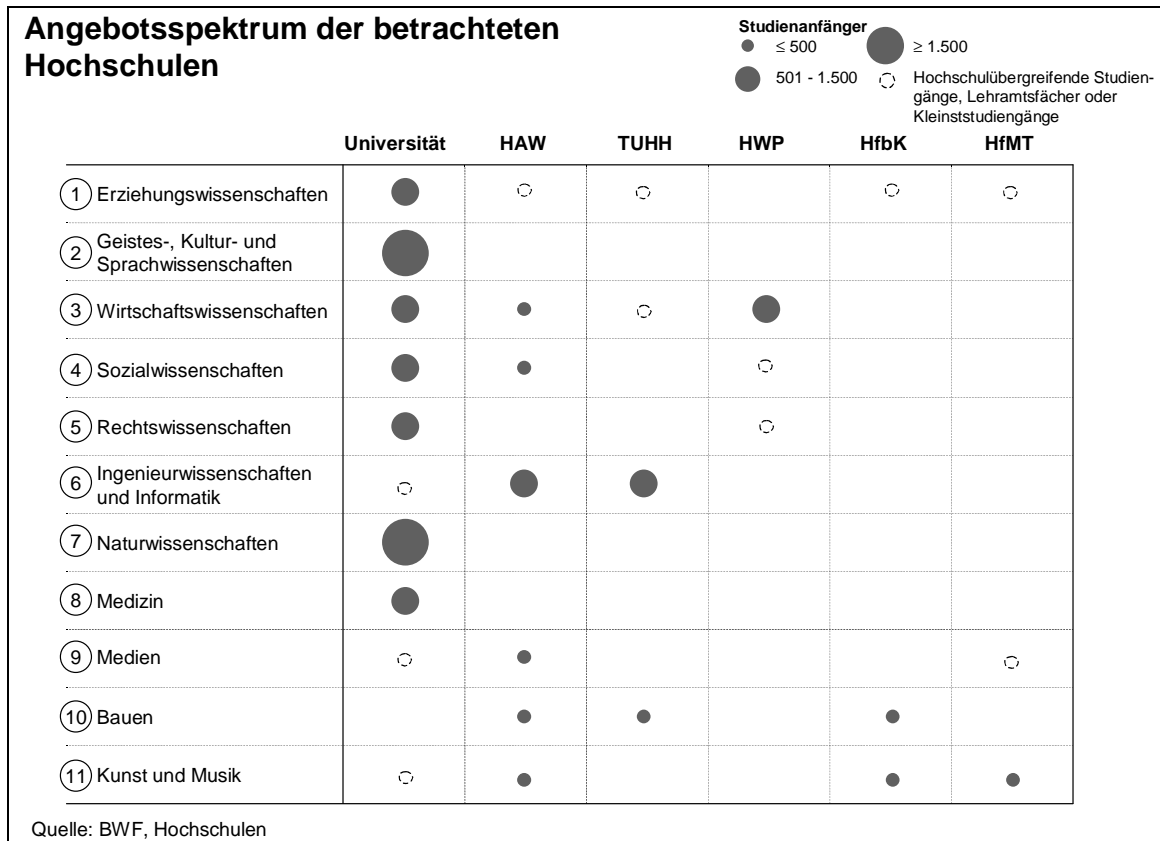 Angebotsspektrum der betrachteten
Hochschulen
Studienanfänger
≤ 500
≥ 1.500
501 - 1.500
Hochschulübergreifende Studien-
gänge, Lehramtsfächer oder
Kleinststudiengänge
Universität HAW TUHH HWP HfbK HfMT
1 Erziehungswissenschaften
2 Geistes-, Kultur- und
Sprachwissenschaften
3 Wirtschaftswissenschaften
4 Sozialwissenschaften
5 Rechtswissenschaften
6 Ingenieurwissenschaften
und Informatik
7 Naturwissenschaften
8 Medizin
9 Medien
10 Bauen
11 Kunst und Musik
Quelle: BWF, Hochschulen